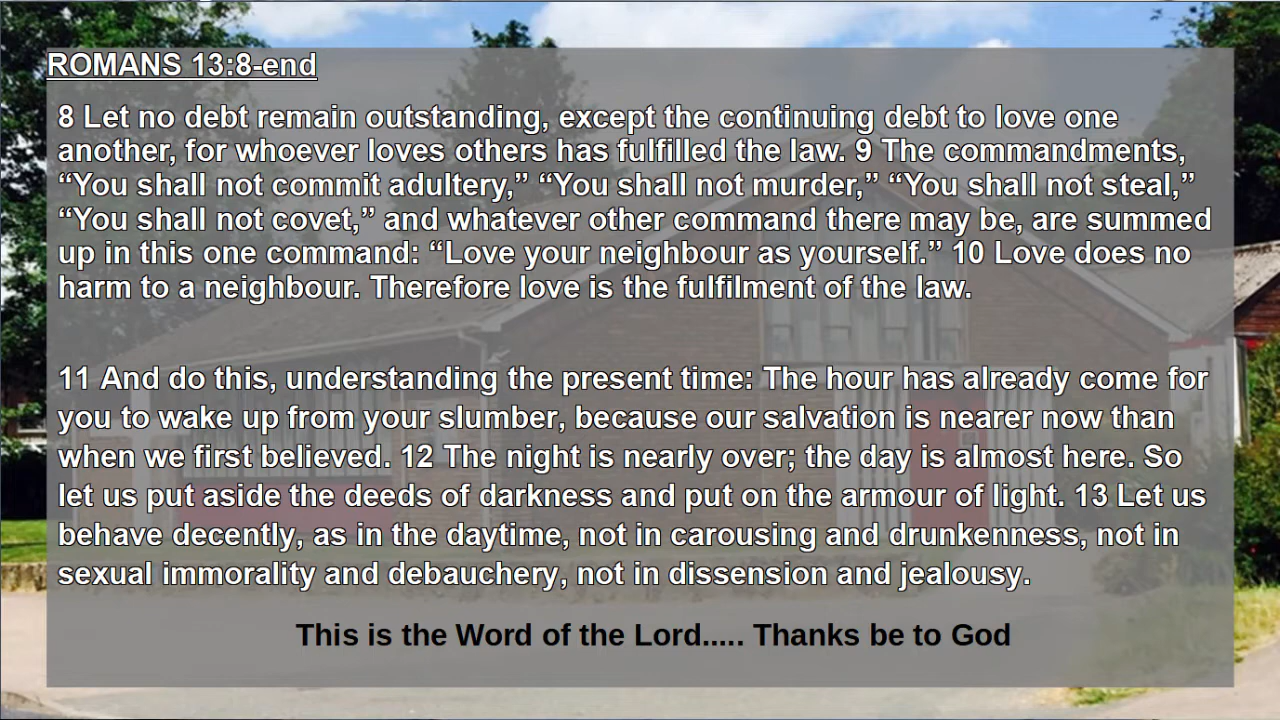 ROMANS 13:8-end
8 Let no debt remain outstanding, except the continuing debt to love one
another, for whoever loves others has fulfilled the law. 9 The commandments,
“You shall not commit adultery,” “You shall not murder,” “You shall not steal,”
“You shall not covet,” and whatever other command there may be, are summed
up in this one command: “Love your neighbour as yourself.” 10 Love does no
harm to a neighbour. Therefore love is the fulfilment of the law.
11 And do this, understanding the present time: The hour has already come for
you to wake up from your slumber, because our salvation is nearer now than
when we first believed. 12 The night is nearly over; the day is almost here. So
let us put aside the deeds of darkness and put on the armour of light. 13 Let us
behave decently, as in the daytime, not in carousing and drunkenness, not in
sexual immorality and debauchery, not in dissension and jealousy.
This is the Word of the Lord..... Thanks be to God